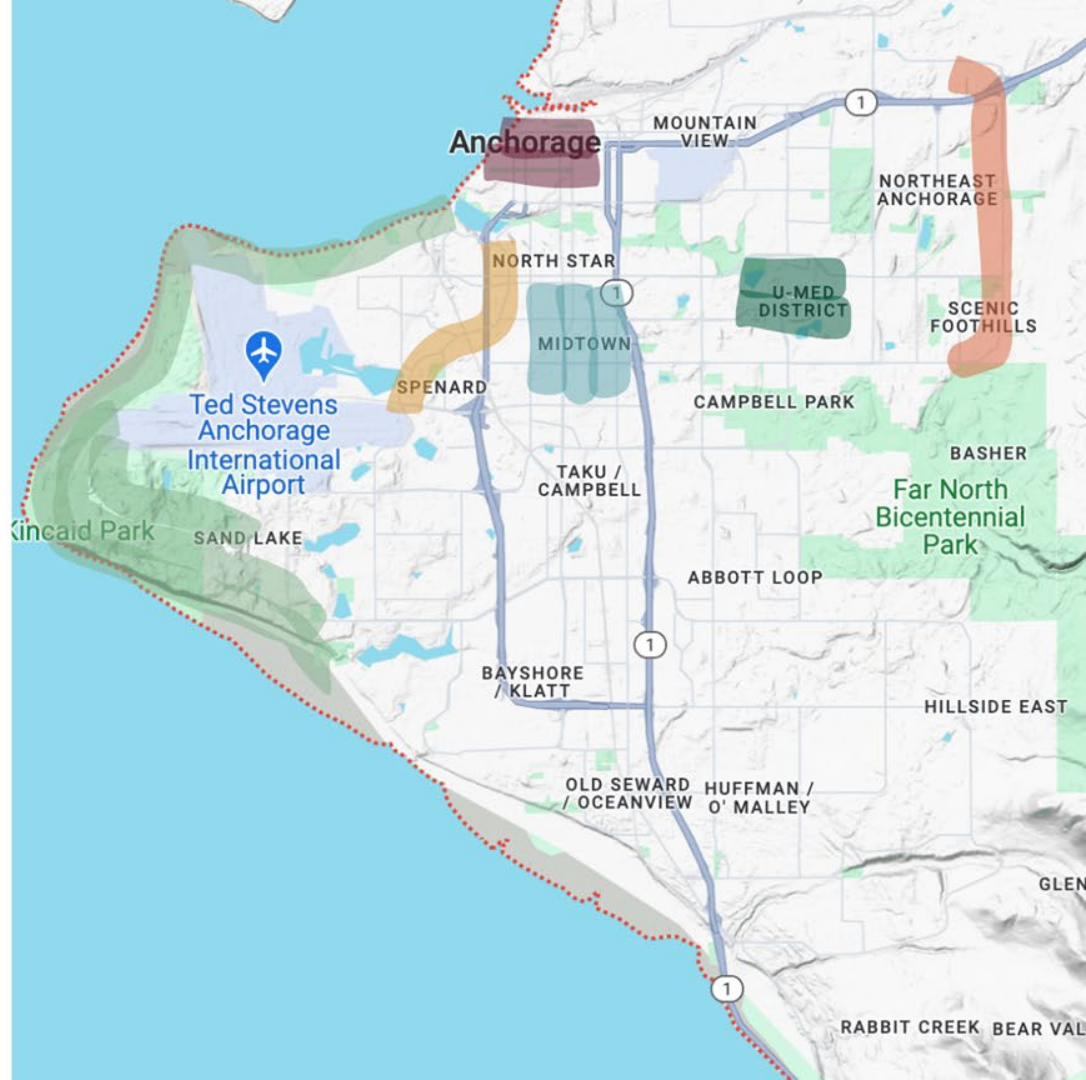 MOUNTAIN
VIEW
1
Anchorage
NORTHEAST
ANCHORAGE
NORTH STAR
1
U-MED
DISTRICT
SCENIC
FOOTHILLS
MIDTOWN
SPENARD
Ted Stevens
Anchorage
International
Airport
CAMPBELL PARK
BASHER
TAKU /
CAMPBELL
Far North
Bicentennial
Park
Kincaid Park
SAND LAKE
ABBOTT LOOP
1
BAYSHORE
/ KLATT
HILLSIDE EAST
OLD SEWARD
/ OCEANVIEW
HUFFMAN /
O' MALLEY
GLEN
1
RABBIT CREEK
BEAR VAL